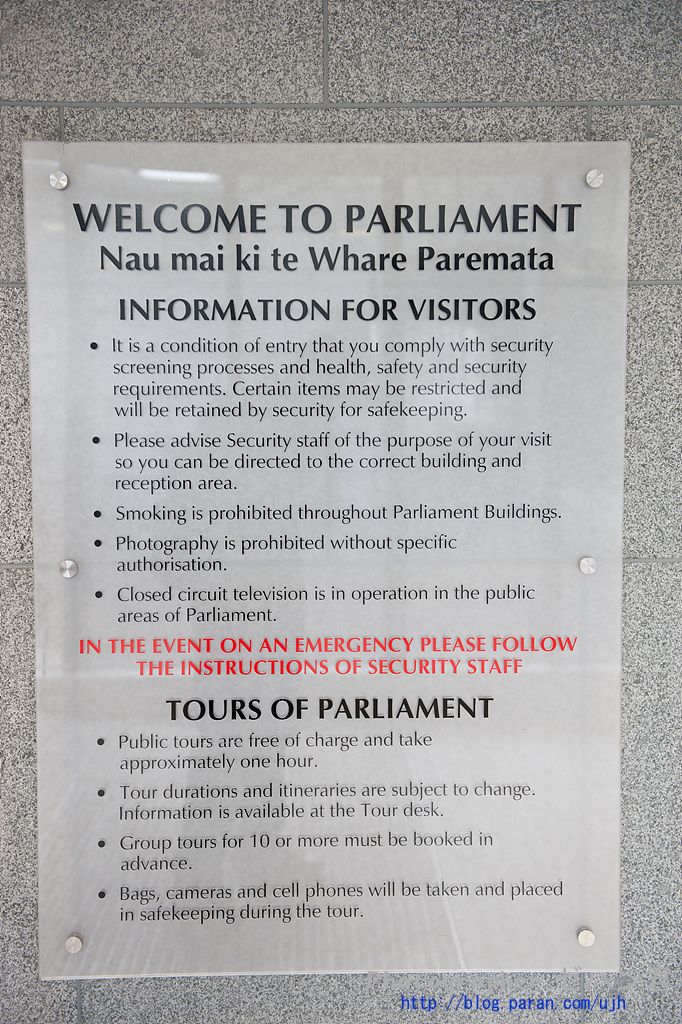 WELCOME TO PARLIAMENT
Nau mai ki te Whare Paremata
INFORMATION FOR VISITORS
• It is a condition of entry that you comply with security
screening processes and health, safety and security
requirements. Certain items may be restricted and
will be retained by security for safekeeping.
• Please advise Security staff of the purpose of your visit
so you can be directed to the correct building and
reception area.
• Smoking is prohibited throughout Parliament Buildings.
• Photography is prohibited without specific
authorisation.
• Closed circuit television is in operation in the public
areas of Parliament.
IN THE EVENT ON AN EMERGENCY PLEASE FOLLOW
THE INSTRUCTIONS OF SECURITY STAFF
TOURS OF PARLIAMENT
• Public tours are free of charge and take
approximately one hour.
• Tour durations and itineraries are subject to change.
Information is available at the Tour desk.
• Group tours for 10 or more must be booked in
advance.
• Bags, cameras and cell phones will be taken and placed
in safekeeping during the tour.
http://blog.paran.com/ujh